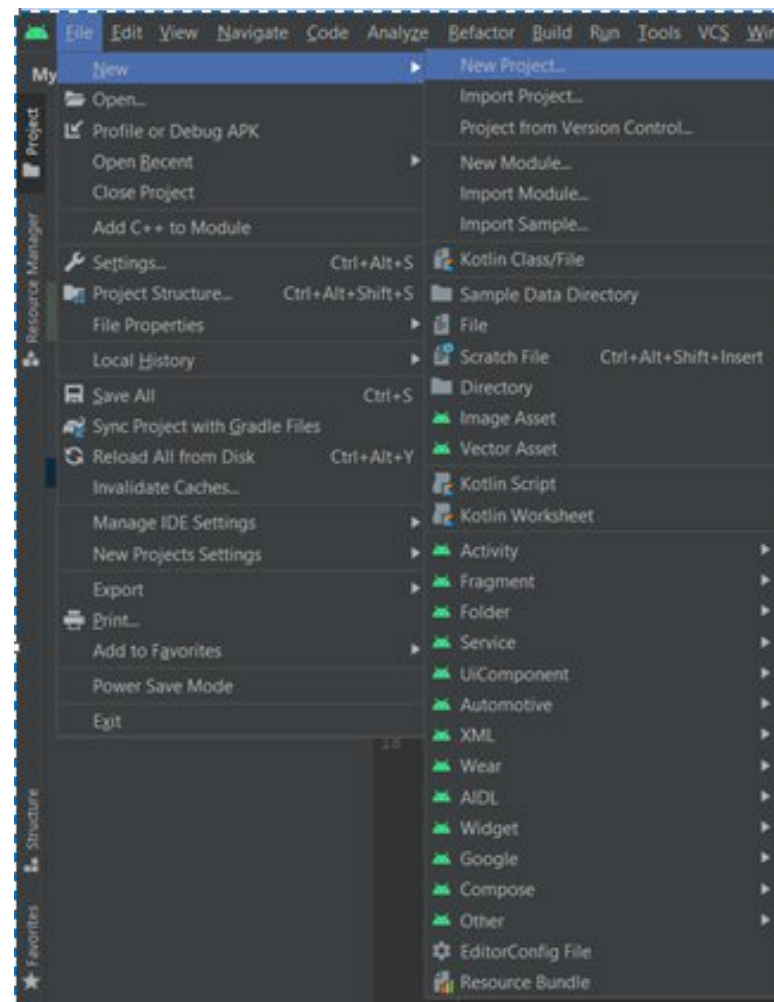 File Edit View Navigate Code Analyze Refactor Build Run Tools VCS Win
My
Project
Resource Manager
Structure
Favorites
New
Open...
Profile or Debug APK
Open Recent
Close Project
Add C++ to Module
Settings... Ctrl+Alt+S
Project Structure... Ctrl+Alt+Shift+S
File Properties
Local History
Save All Ctrl+S
Sync Project with Gradle Files
Reload All from Disk Ctrl+Alt+Y
Invalidate Caches...
Manage IDE Settings
New Projects Settings
Export
Print...
Add to Favorites
Power Save Mode
Exit
18
New Project...
Import Project...
Project from Version Control...
New Module...
Import Module...
Import Sample...
Kotlin Class/File
Sample Data Directory
File
Scratch File Ctrl+Alt+Shift+Insert
Directory
Image Asset
Vector Asset
Kotlin Script
Kotlin Worksheet
Activity
Fragment
Folder
Service
UiComponent
Automotive
XML
Wear
AIDL
Widget
Google
Compose
Other
EditorConfig File
Resource Bundle